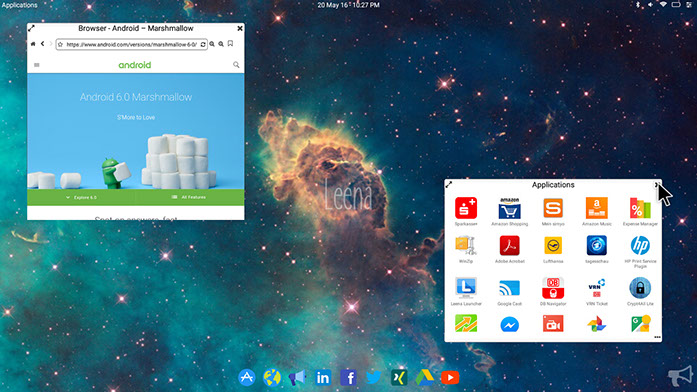 Applications
20 May 16 - 10:27 PM
Browser - Android – Marshmallow
https://www.android.com/versions/marshmallow-6-0/
android
Android 6.0 Marshmallow
More to Love
Explore 6.0
All Features
Leena
Applications
Sparkasse+
Amazon Shopping
Mein arriyo
Amazon Music
Expense Manager
WinZip
Adobe Acrobat
Lufthansa
tagesschau
HP Print Service
Plugin
Leena Launcher
Google Cast
DB Navigator
VRN Ticket
Crypt4All Lite